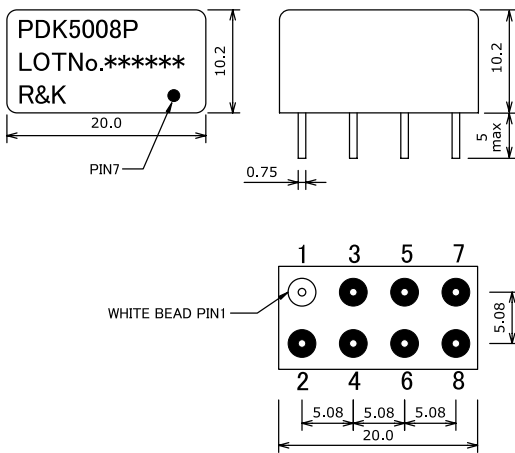 PDK5008P
LOTNo.******
R&K
10.2
20.0
PIN7
10.2
5
max
0.75
1 3 5 7
WHITE BEAD PIN1
5.08
2 4 6 8
5.08 5.08 5.08
20.0